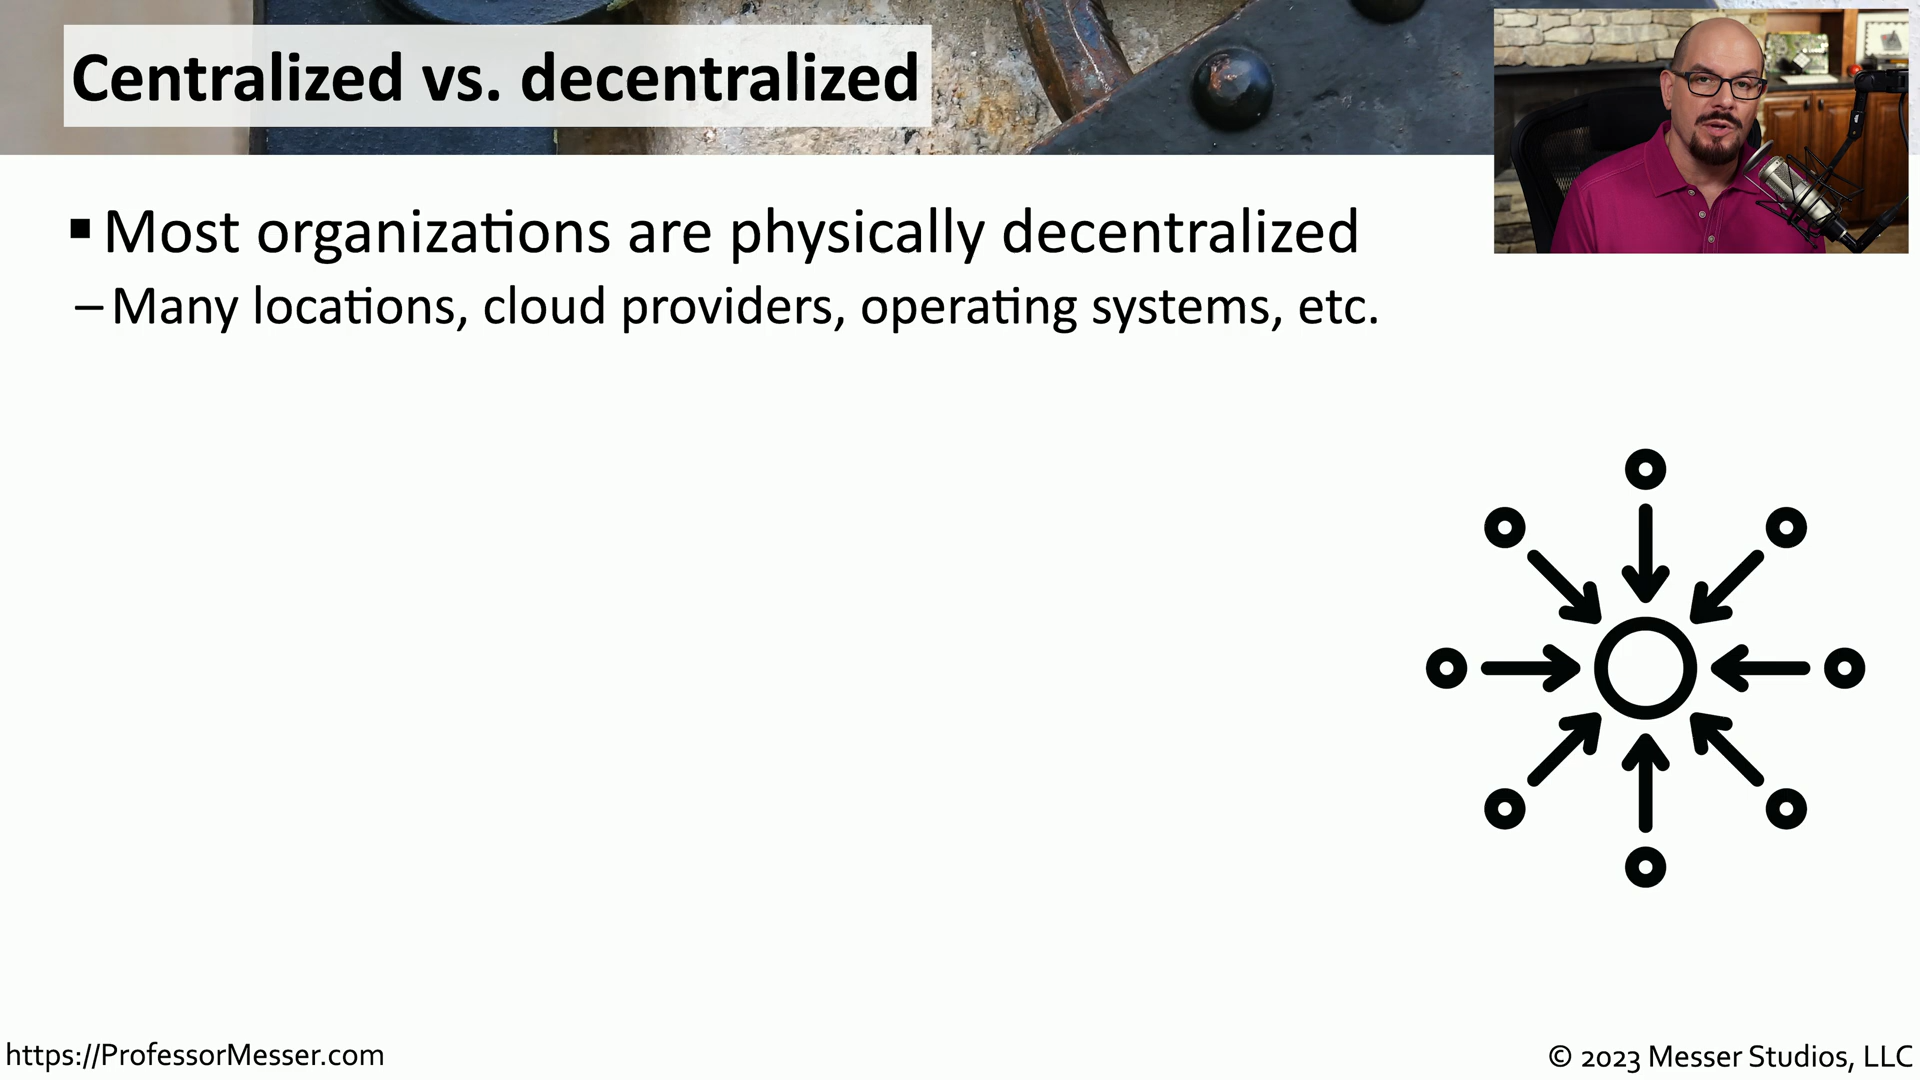 Centralized vs. decentralized
▪ Most organizations are physically decentralized
– Many locations, cloud providers, operating systems, etc.
https://ProfessorMesser.com
© 2023 Messer Studios, LLC